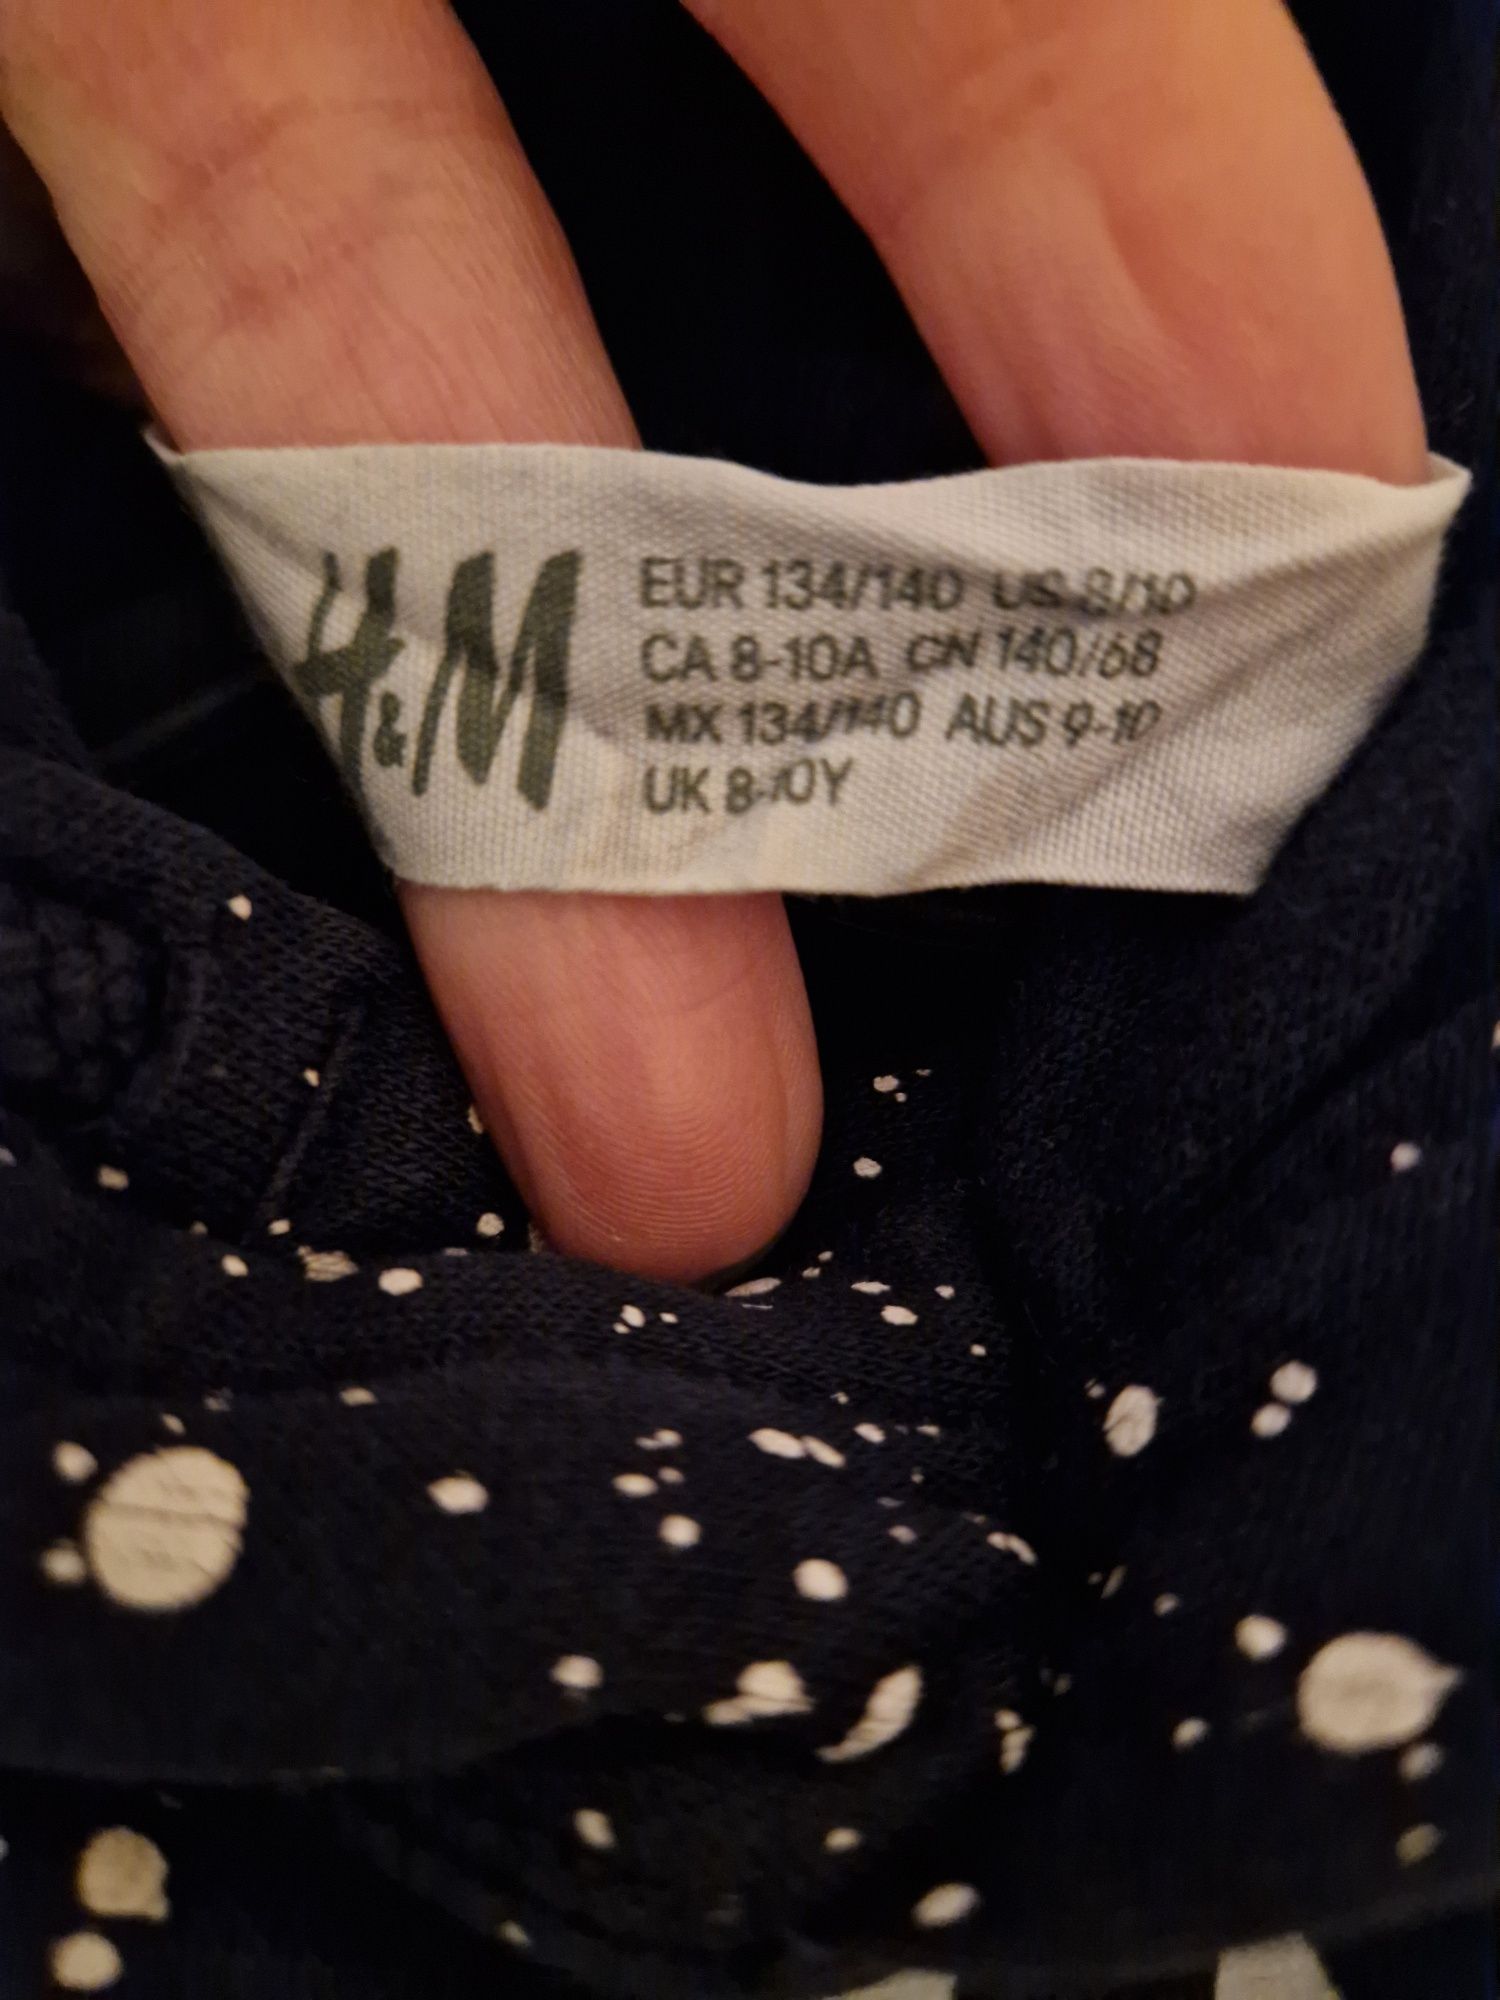 H&M
EUR 134/140 US 8/10
CA 8-10A CN 140/68
MX 134/140 AUS 9-10
UK 8-10Y